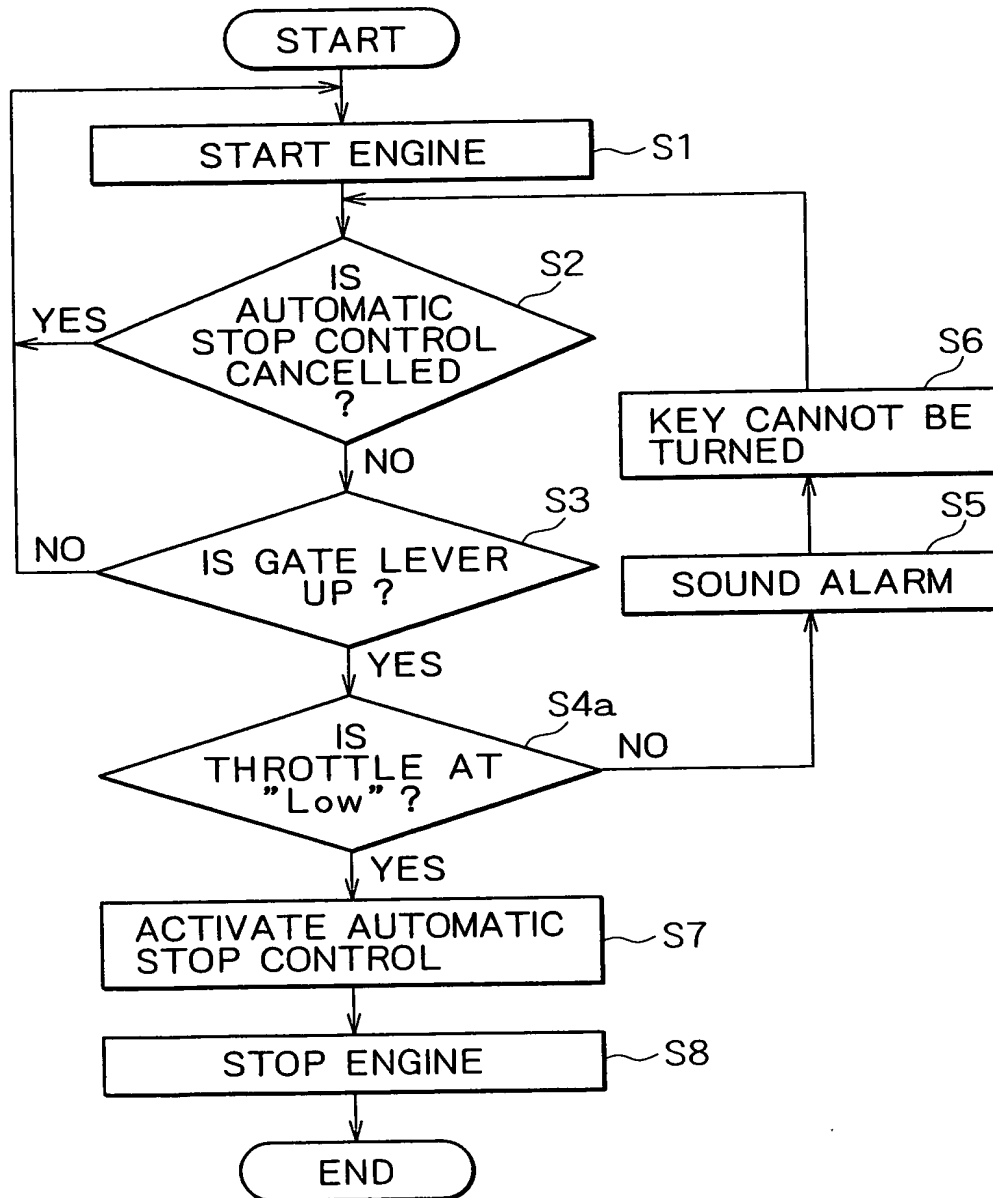 START
START ENGINE
S1
IS
AUTOMATIC
STOP CONTROL
CANCELLED
?
S2
YES
NO
IS GATE LEVER
UP ?
S3
NO
YES
IS
THROTTLE AT
"Low" ?
S4a
NO
SOUND ALARM
S5
KEY CANNOT BE
TURNED
S6
YES
ACTIVATE AUTOMATIC
STOP CONTROL
S7
STOP ENGINE
S8
END